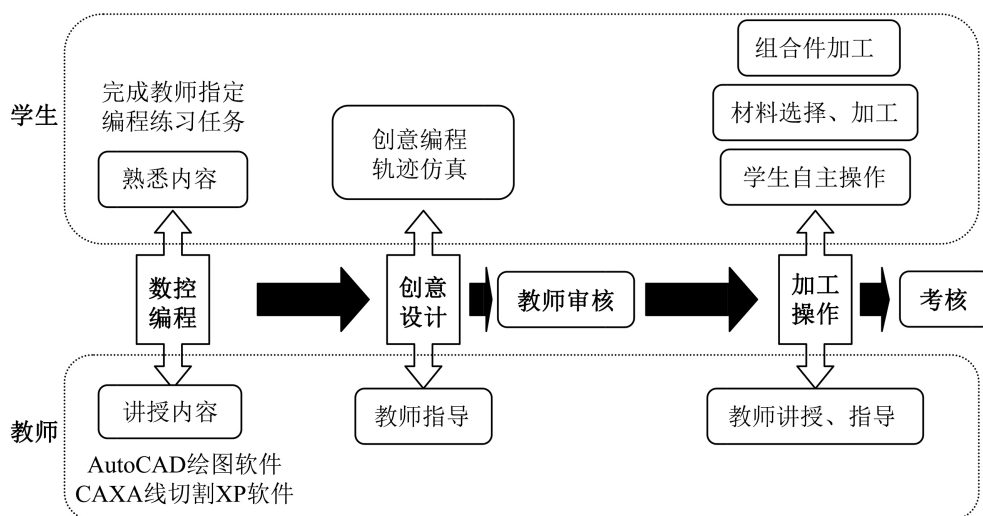 组合件加工
学生
完成教师指定
编程练习任务
材料选择、加工
创意编程
轨迹仿真
熟悉内容
学生自主操作
数控
编程
创意
设计
教师审核
加工
操作
考核
讲授内容
教师指导
教师讲授、指导
教师
AutoCAD绘图软件
CAXA线切割XP软件